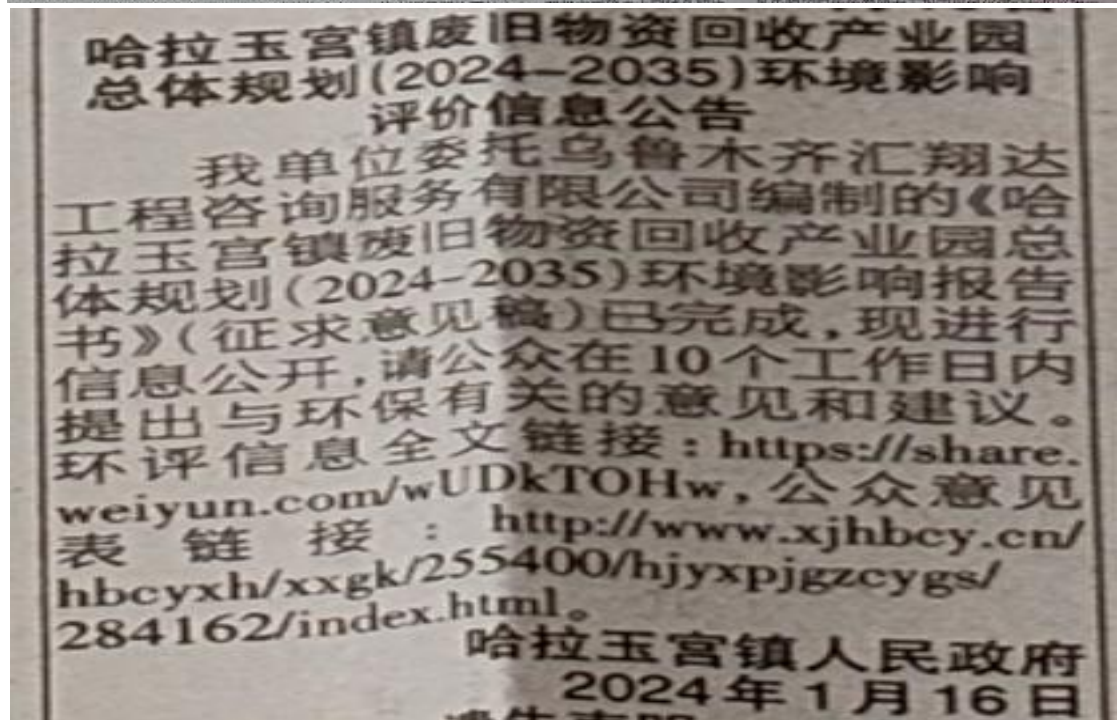 哈拉玉宫镇废旧物资回收产业园
总体规划(2024-2035)环境影响
评价信息公告
我单位委托乌鲁木齐汇翔达
工程咨询服务有限公司编制的《哈
拉玉宫镇废旧物资回收产业园总
体规划(2024-2035)环境影响报告
书》(征求意见稿)已完成,现进行
信息公开,请公众在10个工作日内
提出与环保有关的意见和建议。
环评信息全文链接:https://share.
weiyun.com/wUDkTOHw,公众意见
表链接:http://www.xjhbcy.cn/
hbcyxh/xxgk/255400/hjyxpjgzcygs/
284162/index.html。
哈拉玉宫镇人民政府
2024年1月16日